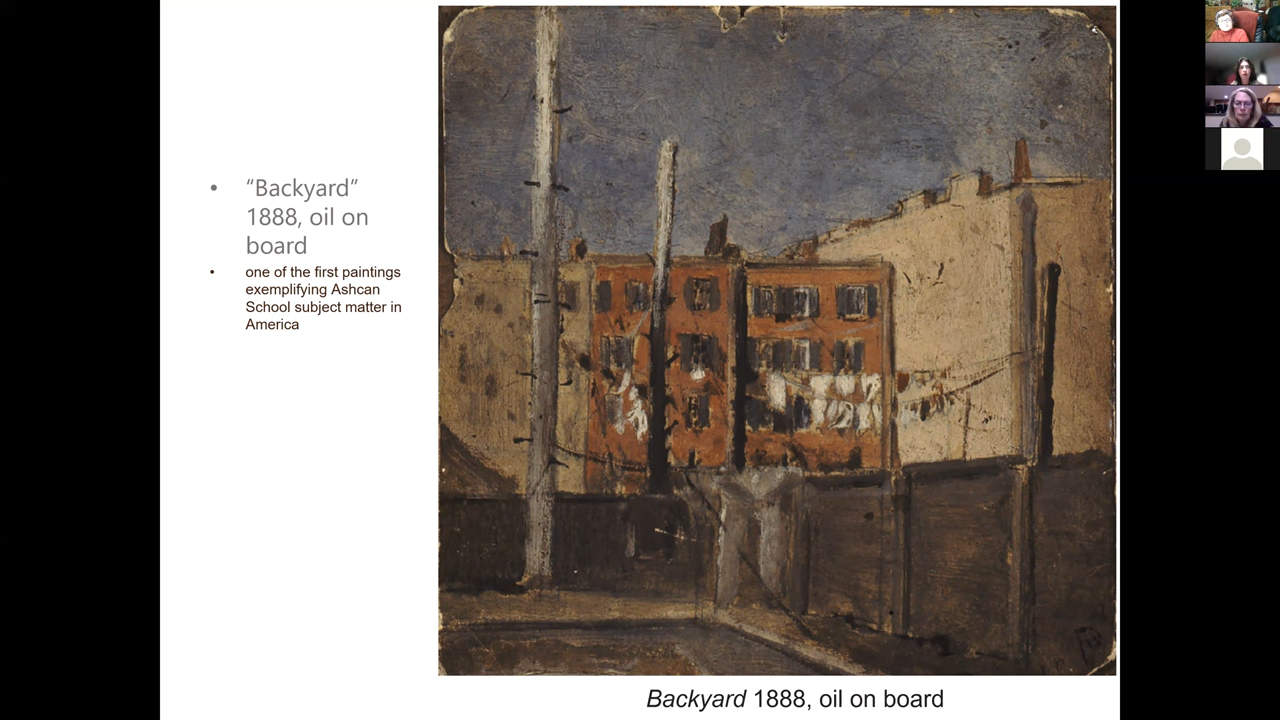 • “Backyard”
1888, oil on
board
• one of the first paintings
exemplifying Ashcan
School subject matter in
America
Backyard 1888, oil on board